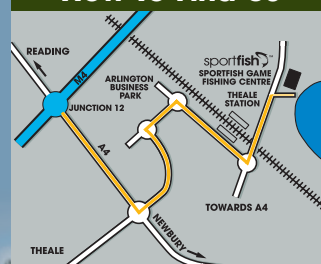 READING
M4
sportfish
SPORTFISH GAME
FISHING CENTRE
ARLINGTON
BUSINESS
PARK
THEALE
STATION
JUNCTION 12
A4
TOWARDS A4
NEWBURY
THEALE